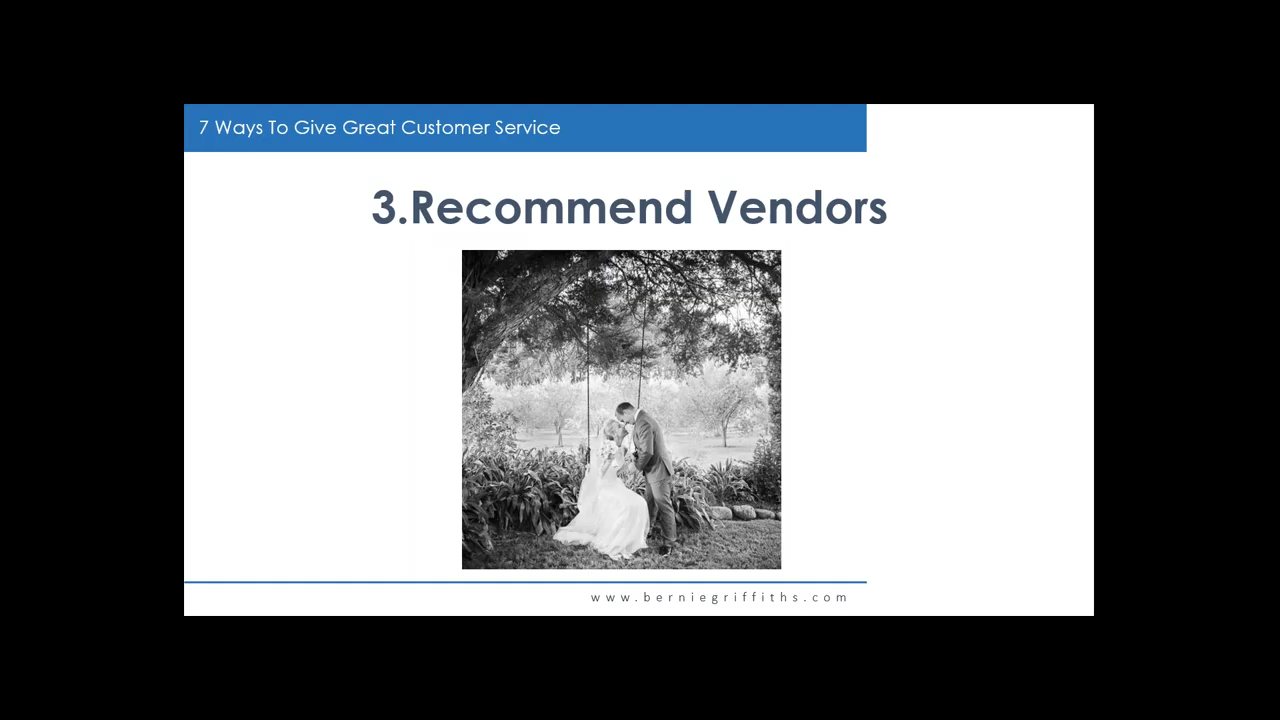 7 Ways To Give Great Customer Service
3.Recommend Vendors
www.berniegriffiths.com